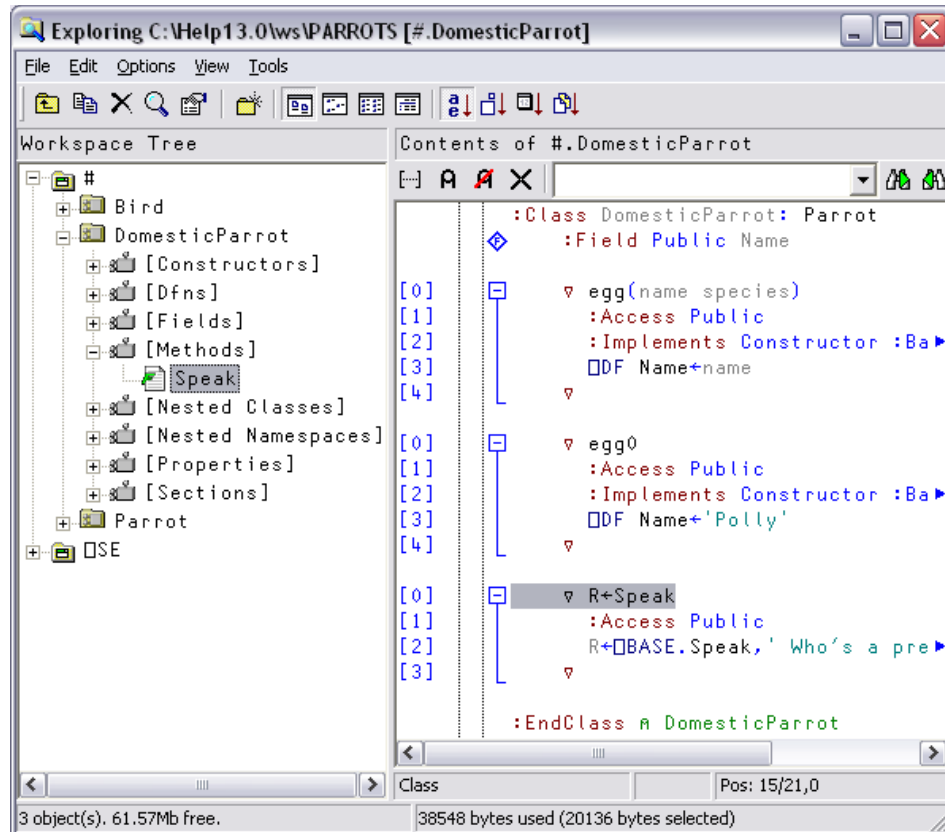 Exploring C:\Help13.0\ws\PARROTS [#.DomesticParrot]
File Edit Options View Tools
Workspace Tree
#
Bird
DomesticParrot
[Constructors]
[Dfns]
[Fields]
[Methods]
Speak
[Nested Classes]
[Nested Namespaces]
[Properties]
[Sections]
Parrot
⎕SE
Contents of #.DomesticParrot
:Class DomesticParrot: Parrot
:Field Public Name
[0] ∇ egg(name species)
[1] :Access Public
[2] :Implements Constructor :Ba
[3] ⎕DF Name←name
[4] ∇
[0] ∇ egg0
[1] :Access Public
[2] :Implements Constructor :Ba
[3] ⎕DF Name←'Polly'
[4] ∇
[0] ∇ R←Speak
[1] :Access Public
[2] R←⎕BASE.Speak,' Who's a pre
[3] ∇
:EndClass ⍝ DomesticParrot
Class Pos: 15/21,0
3 object(s). 61.57Mb free. 38548 bytes used (20136 bytes selected)